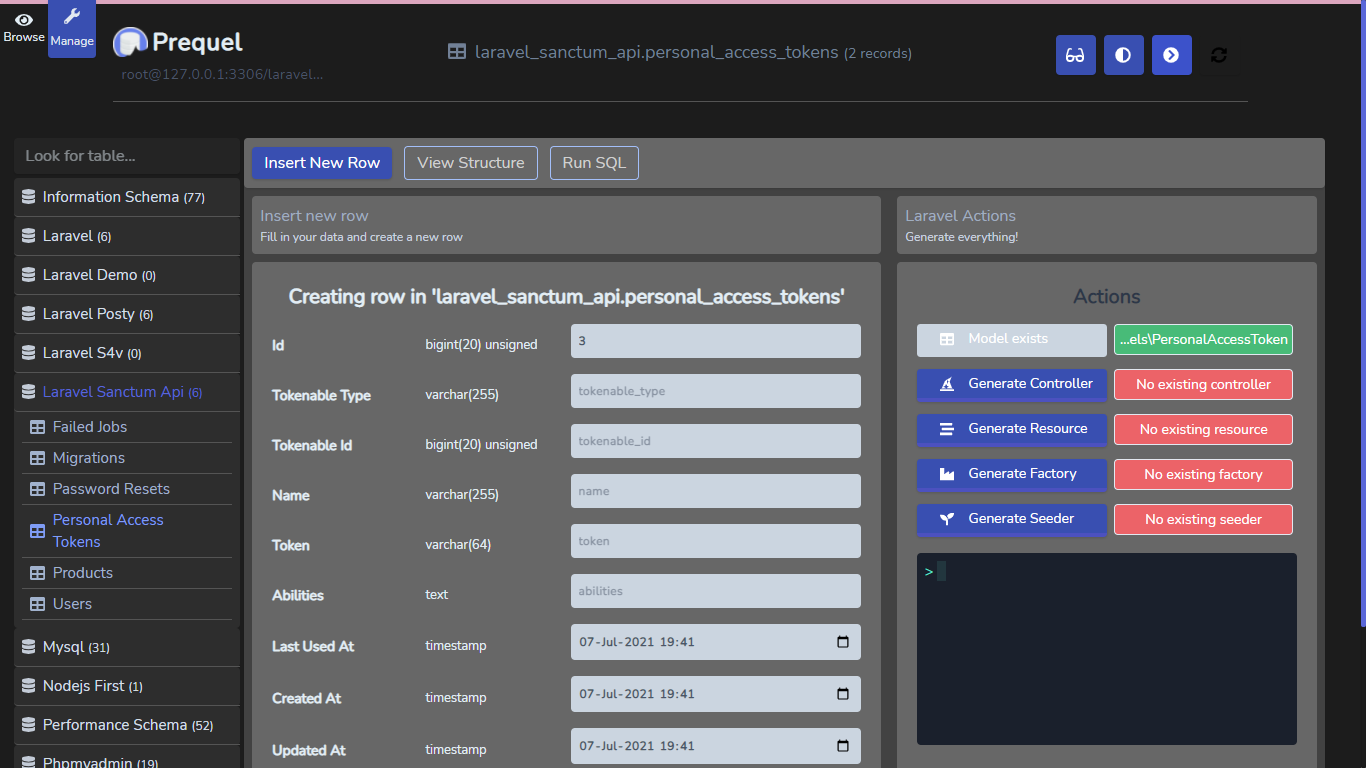 Browse
Manage
Prequel
root@127.0.0.1:3306/laravel...
laravel_sanctum_api.personal_access_tokens (2 records)
Look for table...
Information Schema (77)
Laravel (6)
Laravel Demo (0)
Laravel Posty (6)
Laravel S4v (0)
Laravel Sanctum Api (6)
Failed Jobs
Migrations
Password Resets
Personal Access
Tokens
Products
Users
Mysql (31)
Nodejs First (1)
Performance Schema (52)
Phpmyadmin (19)
Insert New Row
View Structure
Run SQL
Insert new row
Fill in your data and create a new row
Creating row in 'laravel_sanctum_api.personal_access_tokens'
Id bigint(20) unsigned 3
Tokenable Type varchar(255) tokenable_type
Tokenable Id bigint(20) unsigned tokenable_id
Name varchar(255) name
Token varchar(64) token
Abilities text abilities
Last Used At timestamp 07-Jul-2021 19:41
Created At timestamp 07-Jul-2021 19:41
Updated At timestamp 07-Jul-2021 19:41
Laravel Actions
Generate everything!
Actions
Model exists ...els\PersonalAccessToken
Generate Controller No existing controller
Generate Resource No existing resource
Generate Factory No existing factory
Generate Seeder No existing seeder
>